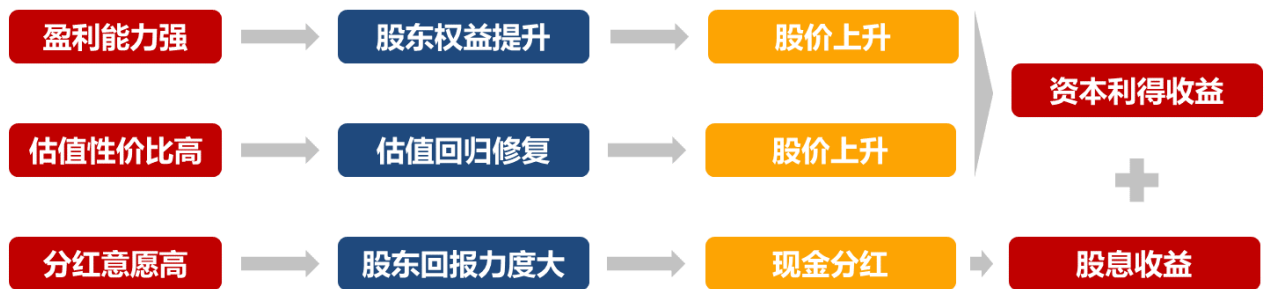 盈利能力强
股东权益提升
股价上升
资本利得收益
估值性价比高
估值回归修复
股价上升
分红意愿高
股东回报力度大
现金分红
股息收益